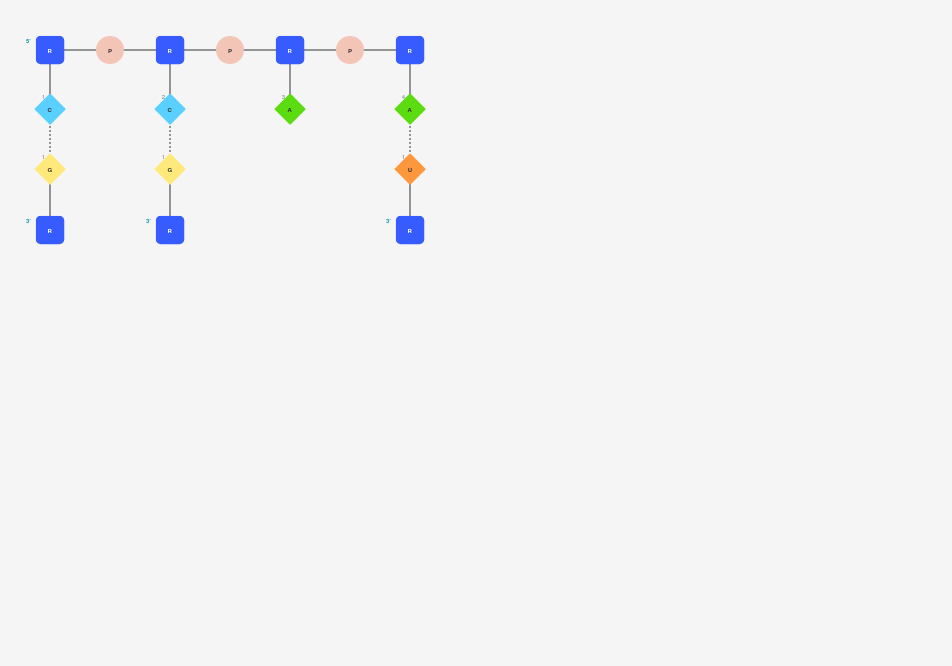 5'
R P R P R P R
1 2 3 4
C C A A
1 1 1
G G U
3' 3' 3'
R R R